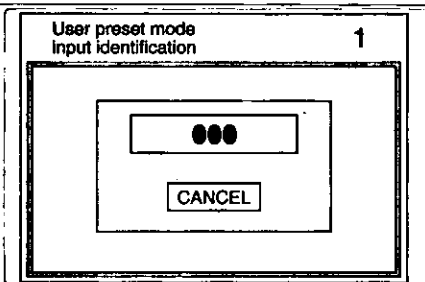 User preset mode
Input identification
1
●●●
CANCEL